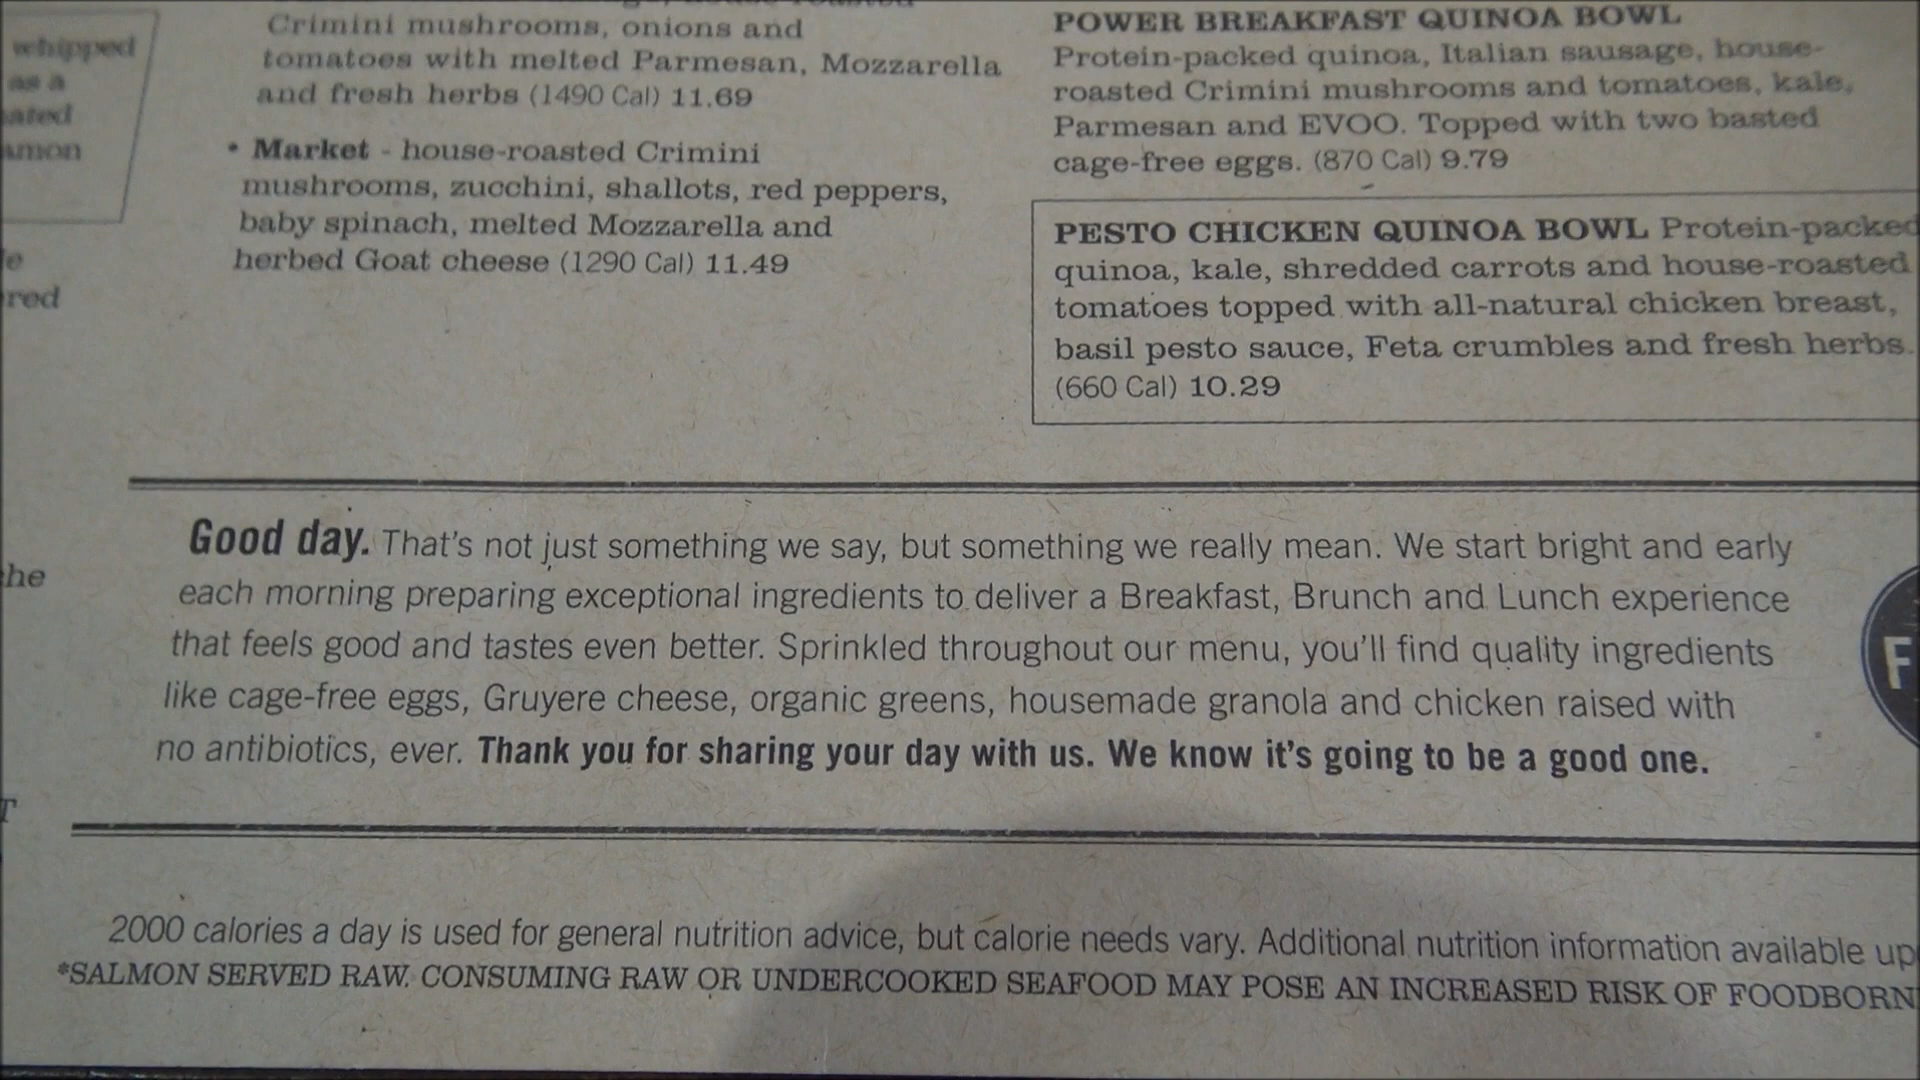 whipped
as a
amon
red
he
Crimini mushrooms, onions and
tomatoes with melted Parmesan, Mozzarella
and fresh herbs (1490 Cal) 11.69
• Market - house-roasted Crimini
mushrooms, zucchini, shallots, red peppers,
baby spinach, melted Mozzarella and
herbed Goat cheese (1290 Cal) 11.49
POWER BREAKFAST QUINOA BOWL
Protein-packed quinoa, Italian sausage, house-
roasted Crimini mushrooms and tomatoes, kale,
Parmesan and EVOO. Topped with two basted
cage-free eggs. (870 Cal) 9.79
PESTO CHICKEN QUINOA BOWL Protein-packed
quinoa, kale, shredded carrots and house-roasted
tomatoes topped with all-natural chicken breast,
basil pesto sauce, Feta crumbles and fresh herbs.
(660 Cal) 10.29
Good day. That's not just something we say, but something we really mean. We start bright and early
each morning preparing exceptional ingredients to deliver a Breakfast, Brunch and Lunch experience
that feels good and tastes even better. Sprinkled throughout our menu, you'll find quality ingredients
like cage-free eggs, Gruyere cheese, organic greens, housemade granola and chicken raised with
no antibiotics, ever. Thank you for sharing your day with us. We know it's going to be a good one.
F
2000 calories a day is used for general nutrition advice, but calorie needs vary. Additional nutrition information available up
*SALMON SERVED RAW. CONSUMING RAW OR UNDERCOOKED SEAFOOD MAY POSE AN INCREASED RISK OF FOODBORN